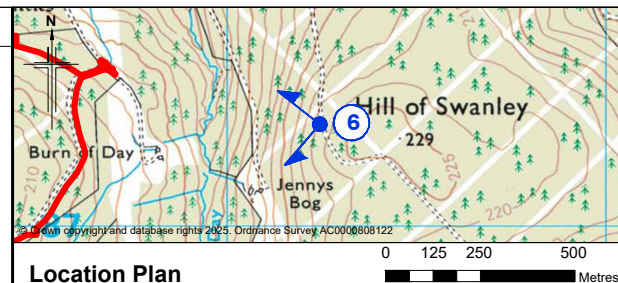 N
Hill of Swanley
6
229
Burn of Day
225
210
Jennys
Bog
220
© Crown copyright and database rights 2025. Ordnance Survey AC0000808122
Location Plan
0 125 250 500
Metres